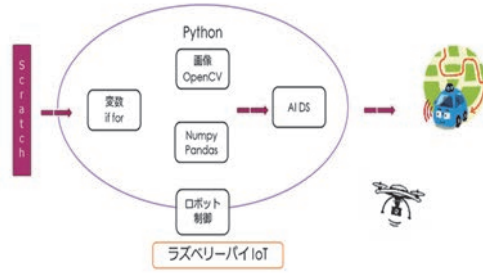 Scratch
Python
変数
if for
画像
OpenCV
Numpy
Pandas
AI DS
ロボット
制御
ラズベリーパイ IoT